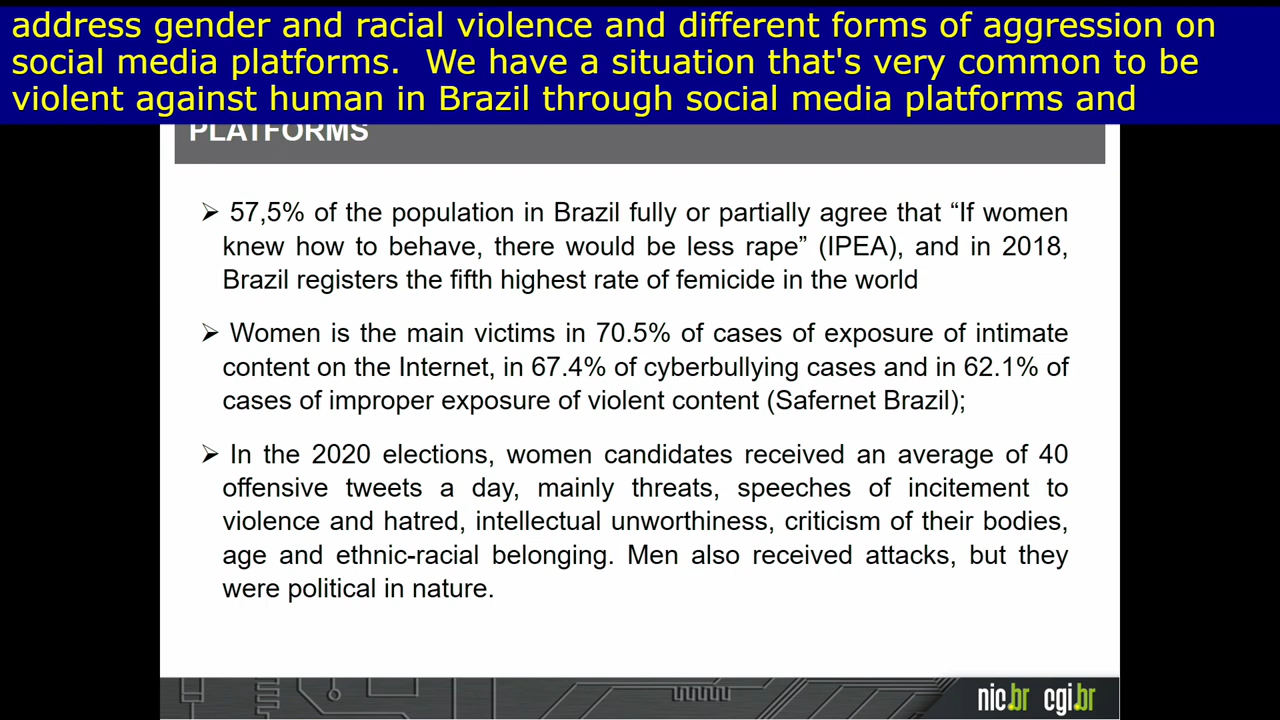 address gender and racial violence and different forms of aggression on
social media platforms.  We have a situation that's very common to be
violent against human in Brazil through social media platforms and
PLATFORMS
➢ 57,5% of the population in Brazil fully or partially agree that “If women
knew how to behave, there would be less rape” (IPEA), and in 2018,
Brazil registers the fifth highest rate of femicide in the world
➢ Women is the main victims in 70.5% of cases of exposure of intimate
content on the Internet, in 67.4% of cyberbullying cases and in 62.1% of
cases of improper exposure of violent content (Safernet Brazil);
➢ In the 2020 elections, women candidates received an average of 40
offensive tweets a day, mainly threats, speeches of incitement to
violence and hatred, intellectual unworthiness, criticism of their bodies,
age and ethnic-racial belonging. Men also received attacks, but they
were political in nature.
nic.br cgi.br